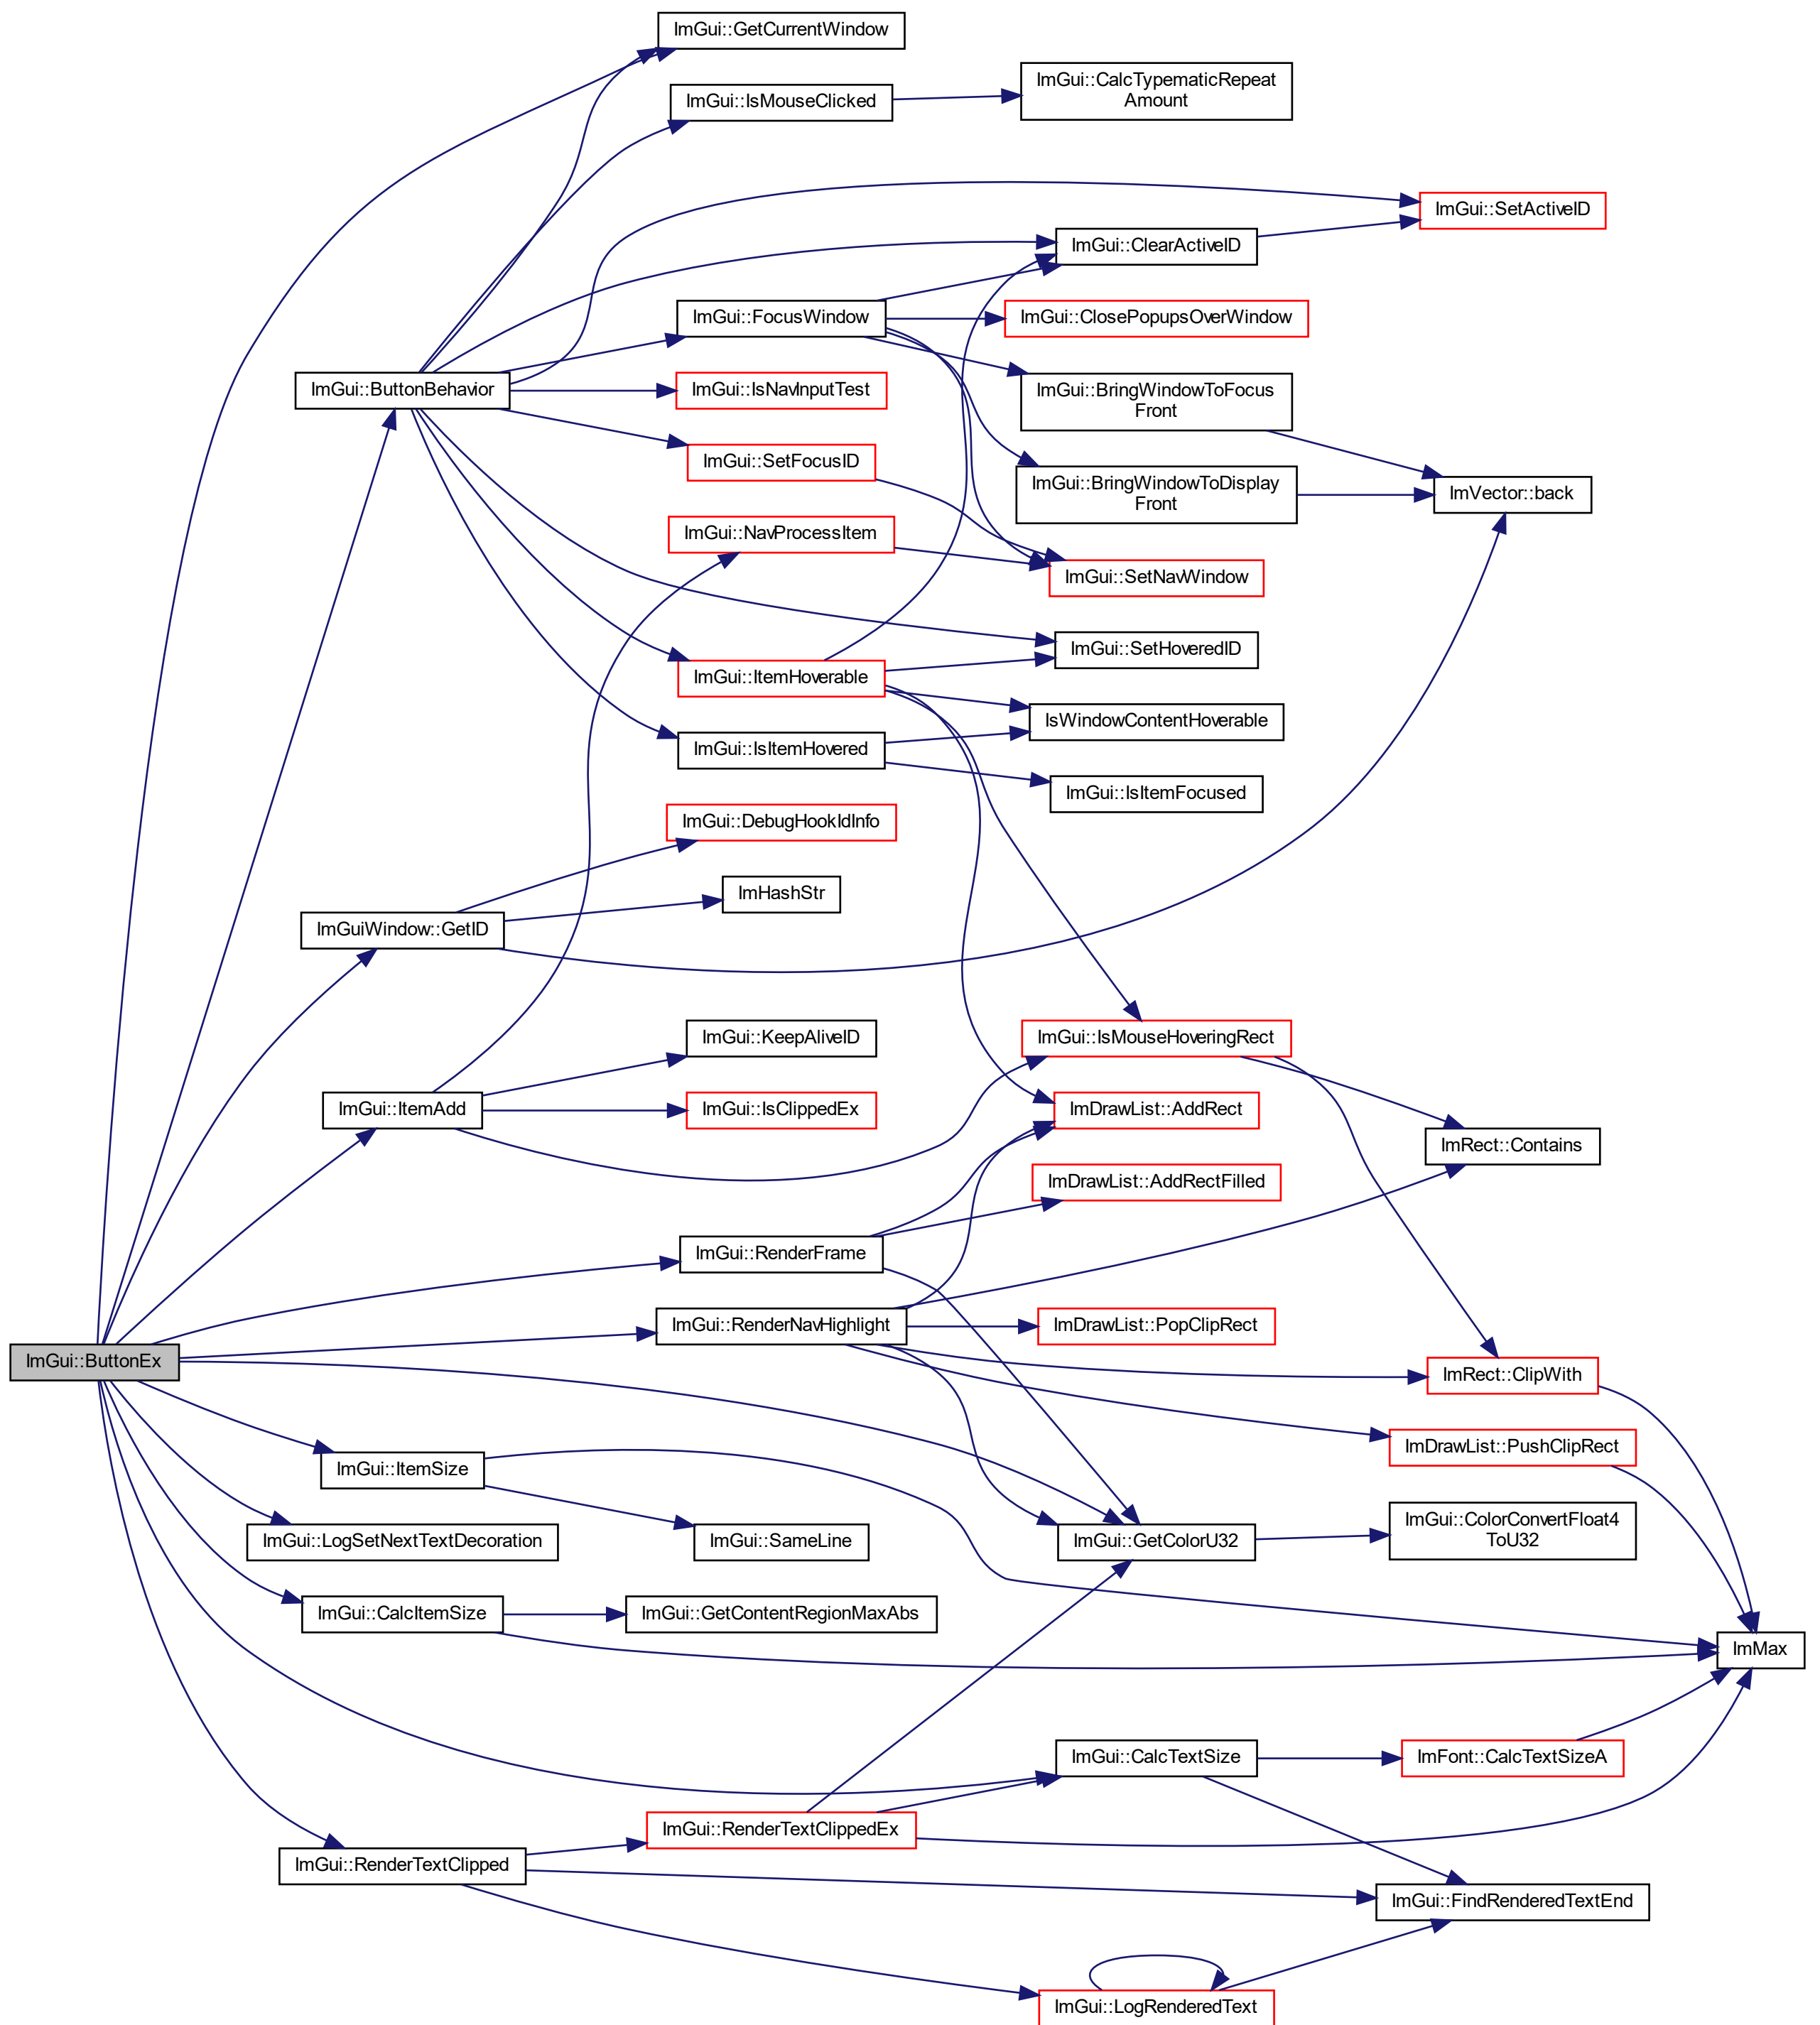 ImGui::GetCurrentWindow
ImGui::IsMouseClicked
ImGui::CalcTypematicRepeat
Amount
ImGui::SetActiveID
ImGui::ClearActiveID
ImGui::FocusWindow
ImGui::ClosePopupsOverWindow
ImGui::ButtonBehavior
ImGui::IsNavInputTest
ImGui::BringWindowToFocus
Front
ImGui::SetFocusID
ImGui::BringWindowToDisplay
Front
ImVector::back
ImGui::NavProcessItem
ImGui::SetNavWindow
ImGui::SetHoveredID
ImGui::ItemHoverable
IsWindowContentHoverable
ImGui::IsItemHovered
ImGui::IsItemFocused
ImGui::DebugHookIdInfo
ImHashStr
ImGuiWindow::GetID
ImGui::KeepAliveID
ImGui::IsMouseHoveringRect
ImGui::ItemAdd
ImGui::IsClippedEx
ImDrawList::AddRect
ImRect::Contains
ImDrawList::AddRectFilled
ImGui::RenderFrame
ImGui::RenderNavHighlight
ImDrawList::PopClipRect
ImGui::ButtonEx
ImRect::ClipWith
ImDrawList::PushClipRect
ImGui::ItemSize
ImGui::LogSetNextTextDecoration
ImGui::SameLine
ImGui::GetColorU32
ImGui::ColorConvertFloat4
ToU32
ImGui::CalcItemSize
ImGui::GetContentRegionMaxAbs
ImMax
ImGui::CalcTextSize
ImFont::CalcTextSizeA
ImGui::RenderTextClippedEx
ImGui::RenderTextClipped
ImGui::FindRenderedTextEnd
ImGui::LogRenderedText